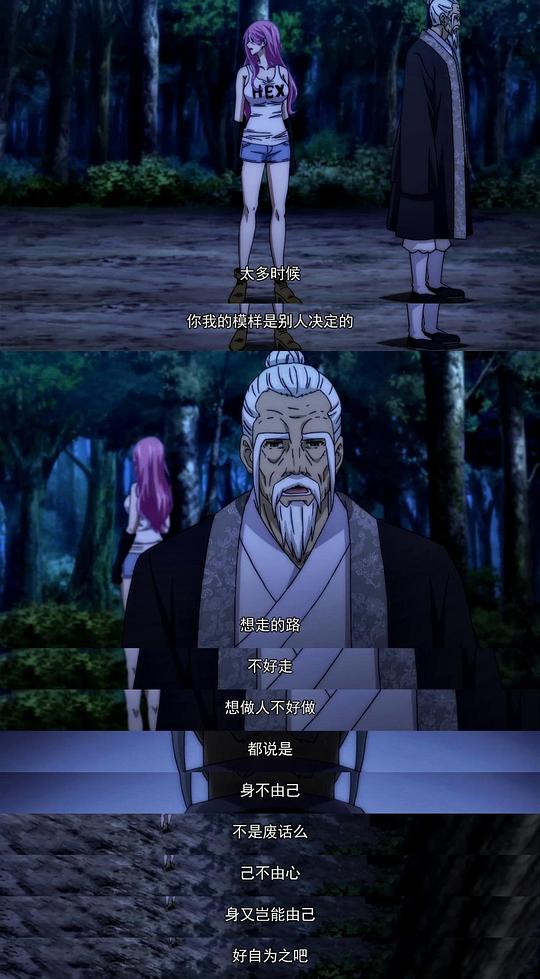 HEX
太多时候
你我的模样是别人决定的
想走的路
不好走
想做人不好做
都说是
身不由己
不是废话么
己不由心
身又岂能由己
好自为之吧